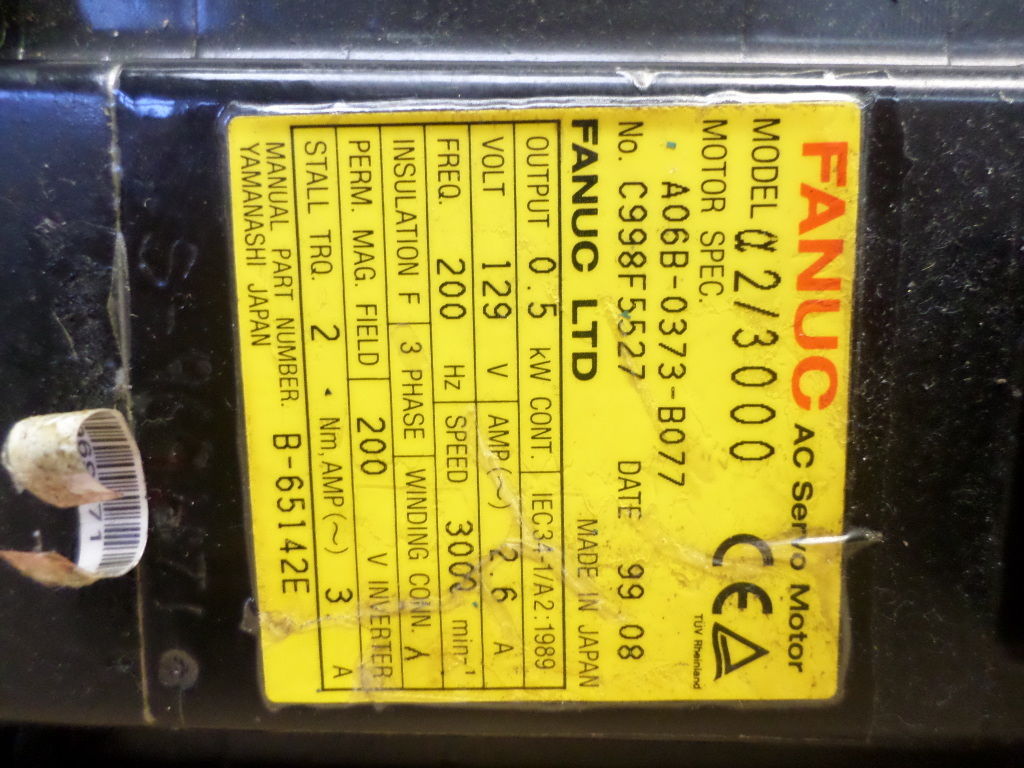 FANUC AC Servo Motor
MODEL α2/3000
MOTOR SPEC.
A06B-0373-B077
CE
TÜV Rheinland
No. C998F5527 DATE 99 08
FANUC LTD MADE IN JAPAN
OUTPUT 0.5 kW CONT. IEC34-1/A2:1989
VOLT 129 V AMP(~) 2.6 A
FREQ. 200 Hz SPEED 3000 min-¹
INSULATION F 3 PHASE WINDING CONN. 人
PERM. MAG. FIELD 200 V INVERTER
STALL TRQ. 2 . Nm, AMP(~) 3 A
MANUAL PART NUMBER. B-65142E
YAMANASHI JAPAN